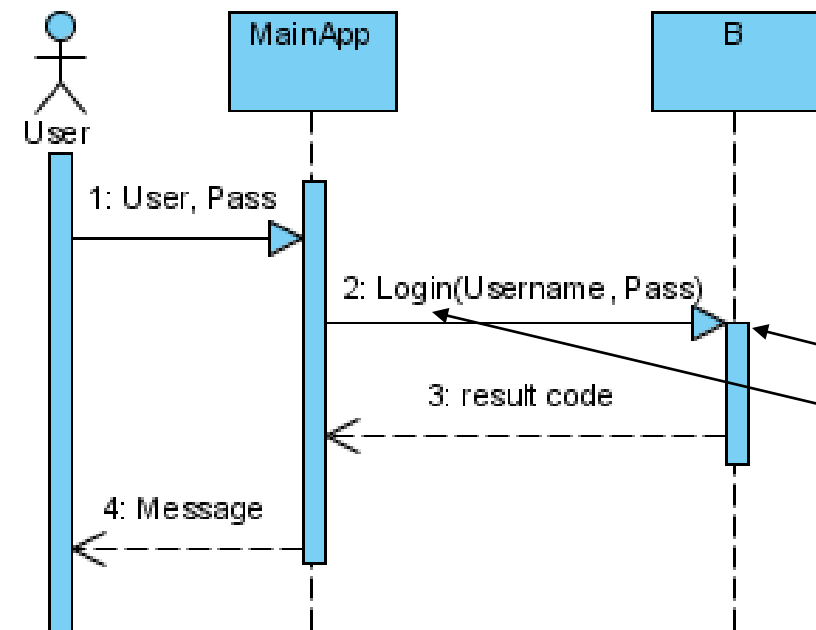 MainApp
B
User
1: User, Pass
2: Login(Username, Pass)
3: result code
4: Message